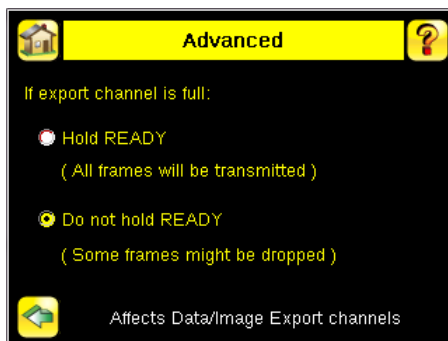 Advanced
?
If export channel is full:
Hold READY
( All frames will be transmitted )
Do not hold READY
( Some frames might be dropped )
Affects Data/Image Export channels